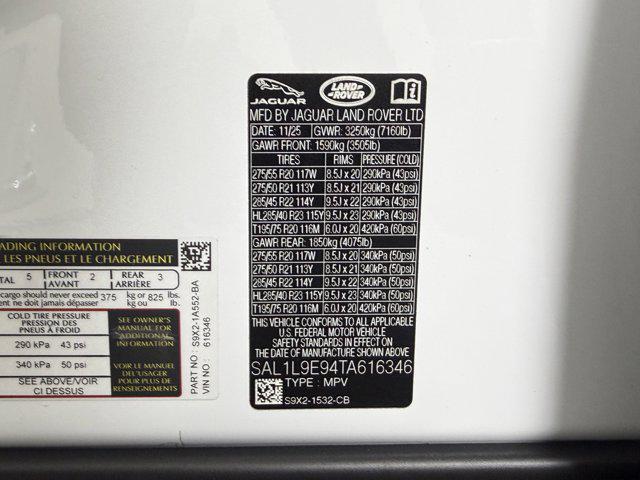 JAGUAR
LAND ROVER
MFD BY JAGUAR LAND ROVER LTD
DATE: 11/25 GVWR: 3250kg (7160lb)
GAWR FRONT: 1590kg (3505lb)
TIRES RIMS PRESSURE (COLD)
275/55 R20 117W 8.5J x 20 290kPa (43psi)
275/50 R21 113Y 8.5J x 21 290kPa (43psi)
285/45 R22 114Y 9.5J x 22 290kPa (43psi)
HL285/40 R23 115Y 9.5J x 23 290kPa (43psi)
T195/75 R20 116M 6.0J x 20 420kPa (60psi)
GAWR REAR: 1850kg (4075lb)
275/55 R20 117W 8.5J x 20 340kPa (50psi)
275/50 R21 113Y 8.5J x 21 340kPa (50psi)
285/45 R22 114Y 9.5J x 22 340kPa (50psi)
HL285/40 R23 115Y 9.5J x 23 340kPa (50psi)
T195/75 R20 116M 6.0J x 20 420kPa (60psi)
THIS VEHICLE CONFORMS TO ALL APPLICABLE
U.S. FEDERAL MOTOR VEHICLE
SAFETY STANDARDS IN EFFECT ON THE DATE OF
MANUFACTURE SHOWN ABOVE.
SAL1L9E94TA616346
TYPE : MPV
S9X2-1532-CB
ADING INFORMATION
LES PNEUS ET LE CHARGEMENT
TAL 5 FRONT AVANT 2 REAR ARRIÈRE 3
cargo should never exceed 375 kg or 825 lbs.
ent ne doit jamais dépasser kg ou lb.
COLD TIRE PRESSURE
PRESSION DES
PNEUS À FROID
290 kPa 43 psi
340 kPa 50 psi
SEE ABOVE/VOIR
CI DESSUS
SEE OWNER'S
MANUAL FOR
ADDITIONAL
INFORMATION
VOIR LE MANUEL
DEL'USAGER
POUR PLUS DE
RENSEIGNEMENTS
PART NO : S9X2-1A552-BA
VIN NO : 616346